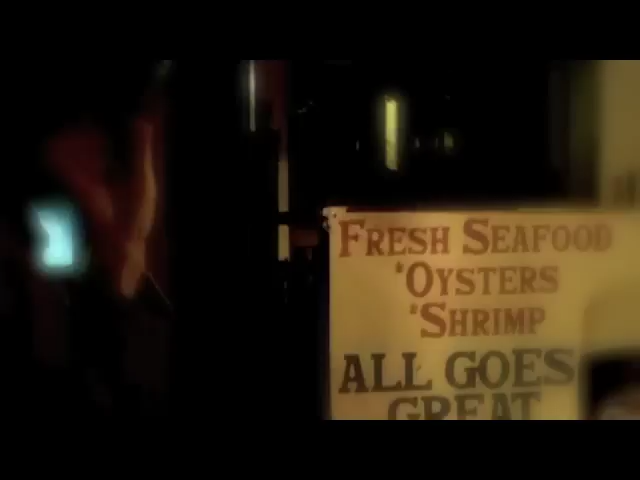 FRESH SEAFOOD
*OYSTERS
*SHRIMP
ALL GOES
GREAT